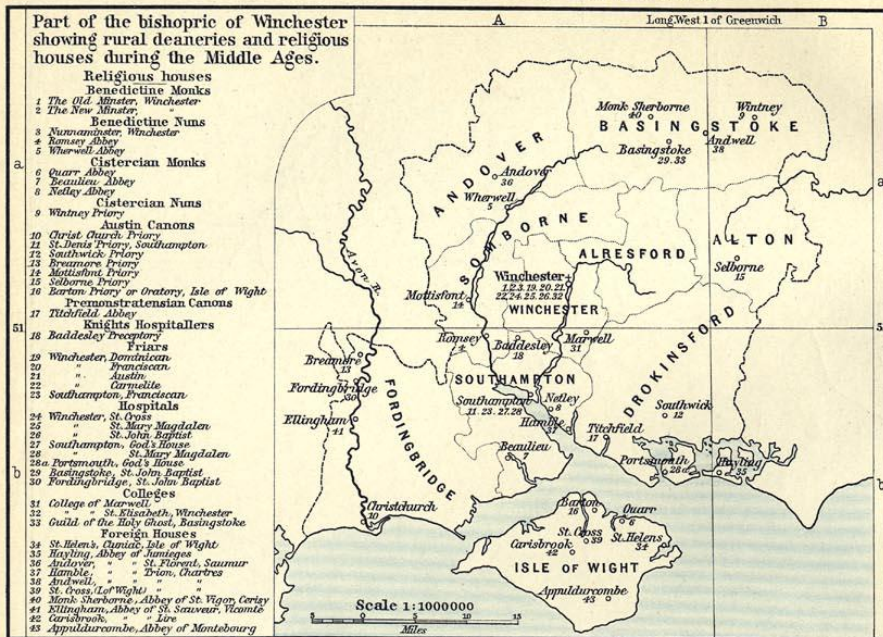 Part of the bishopric of Winchester
showing rural deaneries and religious
houses during the Middle Ages.
Religious houses
Benedictine Monks
1 The Old Minster, Winchester
2 The New Minster, "
Benedictine Nuns
3 Nunnaminster, Winchester
4 Romsey Abbey
5 Wherwell Abbey
Cistercian Monks
6 Quarr Abbey
7 Beaulieu Abbey
8 Netley Abbey
Cistercian Nuns
9 Wintney Priory
Austin Canons
10 Christ Church Priory
11 St. Denis' Priory, Southampton
12 Southwick Priory
13 Breamore Priory
14 Mottisfont Priory
15 Selborne Priory
16 Barton Priory or Oratory, Isle of Wight
Premonstratensian Canons
17 Titchfield Abbey
Knights Hospitallers
18 Baddesley Preceptory
Friars
19 Winchester, Dominican
20 " Franciscan
21 " Austin
22 " Carmelite
23 Southampton, Franciscan
Hospitals
24 Winchester, St. Cross
25 " St. Mary Magdalen
26 " St. John Baptist
27 Southampton, God's House
28 " St. Mary Magdalen
28a Portsmouth, God's House
29 Basingstoke, St. John Baptist
30 Fordingbridge, St. John Baptist
Colleges
31 College of Marwell
32 " " St. Elisabeth, Winchester
33 Guild of the Holy Ghost, Basingstoke
Foreign Houses
34 St. Helen's, Cluniac, Isle of Wight
35 Hayling, Abbey of Jumieges
36 Andover, " " St. Florent, Saumur
37 Hamble, " " Tiron, Chartres
38 Andwell, " " " "
39 St. Cross, (I. of Wight) " " "
40 Monk Sherborne, Abbey of St. Vigor, Cerisy
41 Ellingham, Abbey of St. Sauveur, Vicomté
42 Carisbrook, " " Lire
43 Appuldurcombe, Abbey of Montebourg
A
Long. West 1 of Greenwich
B
a
a
51
5
b
b
Monk Sherborne
40
Wintney
9
BASINGSTOKE
Basingstoke
29. 33
Andwell
38
ANDOVER
Andover
36
Wherwell
5
SOMBORNE
ALRESFORD
ALTON
Selborne
15
Avon R.
Winchester
1. 2. 3. 19. 20. 21.
22. 24. 25. 26. 32
WINCHESTER
Mottisfont
14
Romsey
4
Baddesley
18
Marwell
31
DROKINSFORD
Breamore
13
Fordingbridge
30
FORDINGBRIDGE
Ellingham
41
SOUTHAMPTON
Southampton
11. 23. 27. 28
Netley
8
Hamble
37
Southwick
12
Titchfield
17
Beaulieu
7
Portsmouth
28a
Hayling
35
Christchurch
10
Barton
16
Quarr
6
St. Cross
39
Carisbrook
42
St. Helens
34
ISLE OF WIGHT
Appuldurcombe
43
Scale 1:1000000
5 0 5 10 15
Miles